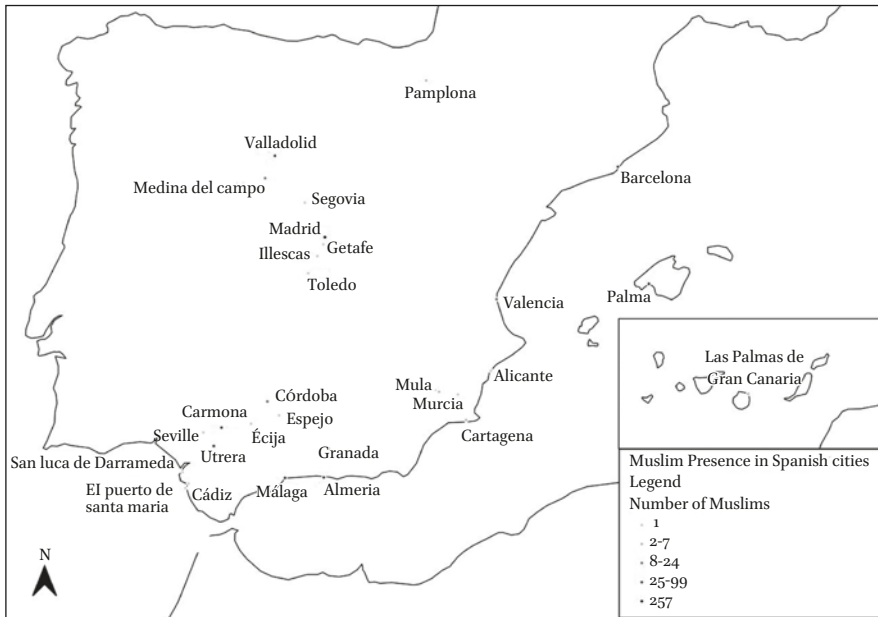 Pamplona
Valladolid
Medina del campo
Segovia
Barcelona
Madrid
Getafe
Illescas
Toledo
Valencia
Palma
Las Palmas de
Gran Canaria
Alicante
Mula
Murcia
Córdoba
Espejo
Carmona
Seville
Écija
Cartagena
Utrera
Granada
San luca de Darrameda
El puerto de
santa maria
Cádiz
Málaga
Almeria
N
Muslim Presence in Spanish cities
Legend
Number of Muslims
1
2-7
8-24
25-99
257